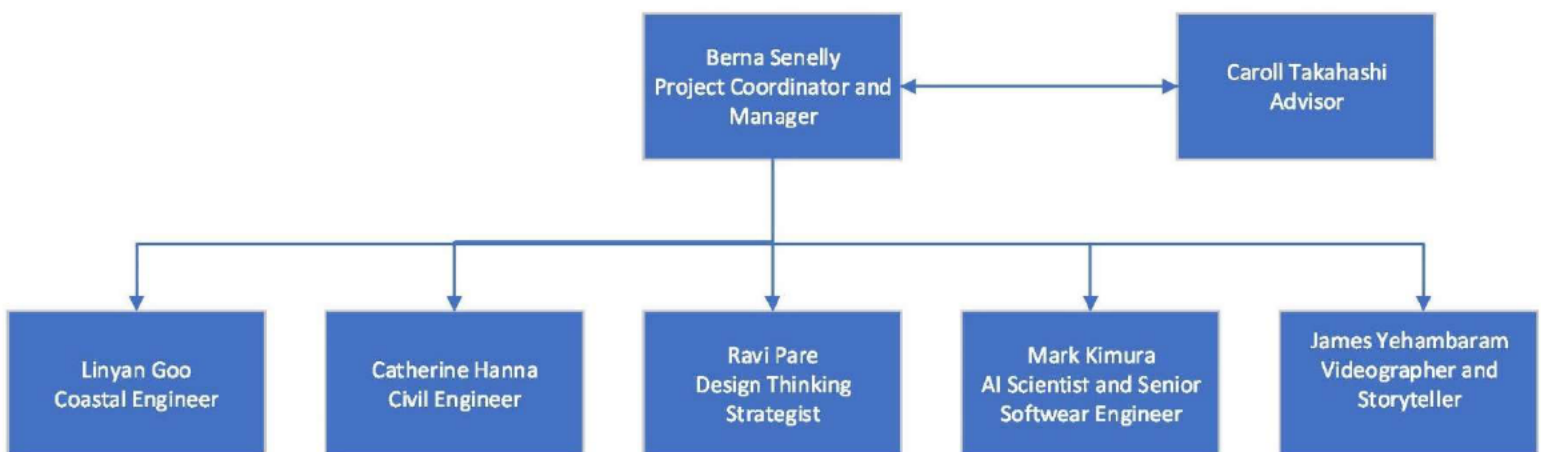 Berna Senelly
Project Coordinator and
Manager
Caroll Takahashi
Advisor
Linyan Goo
Coastal Engineer
Catherine Hanna
Civil Engineer
Ravi Pare
Design Thinking
Strategist
Mark Kimura
AI Scientist and Senior
Softwear Engineer
James Yehambaram
Videographer and
Storyteller